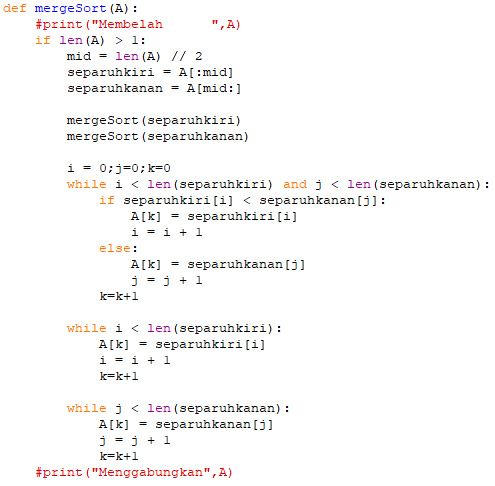 def mergeSort(A):
    #print("Membelah      ",A)
    if len(A) > 1:
        mid = len(A) // 2
        separuhkiri = A[:mid]
        separuhkanan = A[mid:]

        mergeSort(separuhkiri)
        mergeSort(separuhkanan)

        i = 0;j=0;k=0
        while i < len(separuhkiri) and j < len(separuhkanan):
            if separuhkiri[i] < separuhkanan[j]:
                A[k] = separuhkiri[i]
                i = i + 1
            else:
                A[k] = separuhkanan[j]
                j = j + 1
            k=k+1

        while i < len(separuhkiri):
            A[k] = separuhkiri[i]
            i = i + 1
            k=k+1

        while j < len(separuhkanan):
            A[k] = separuhkanan[j]
            j = j + 1
            k=k+1
    #print("Menggabungkan",A)